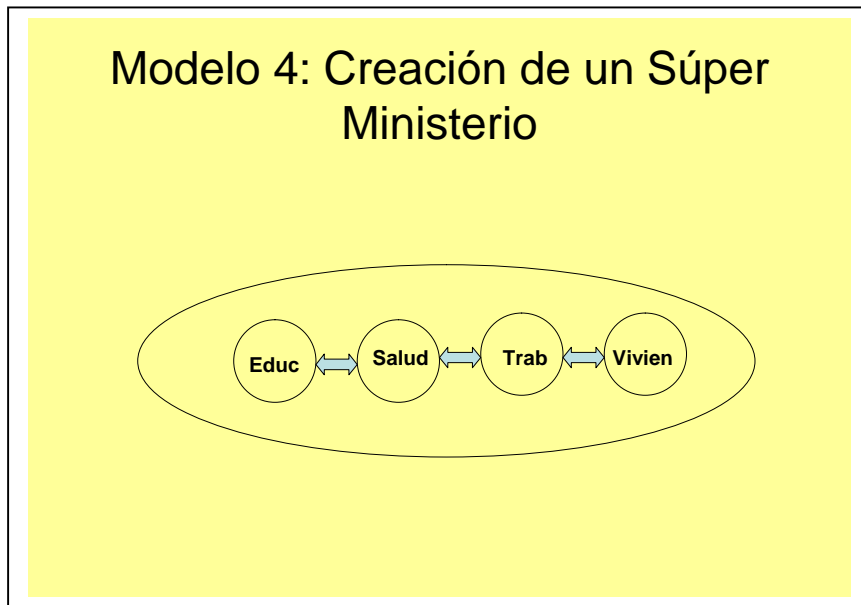 Modelo 4: Creación de un Súper
Ministerio
Educ
Salud
Trab
Vivien